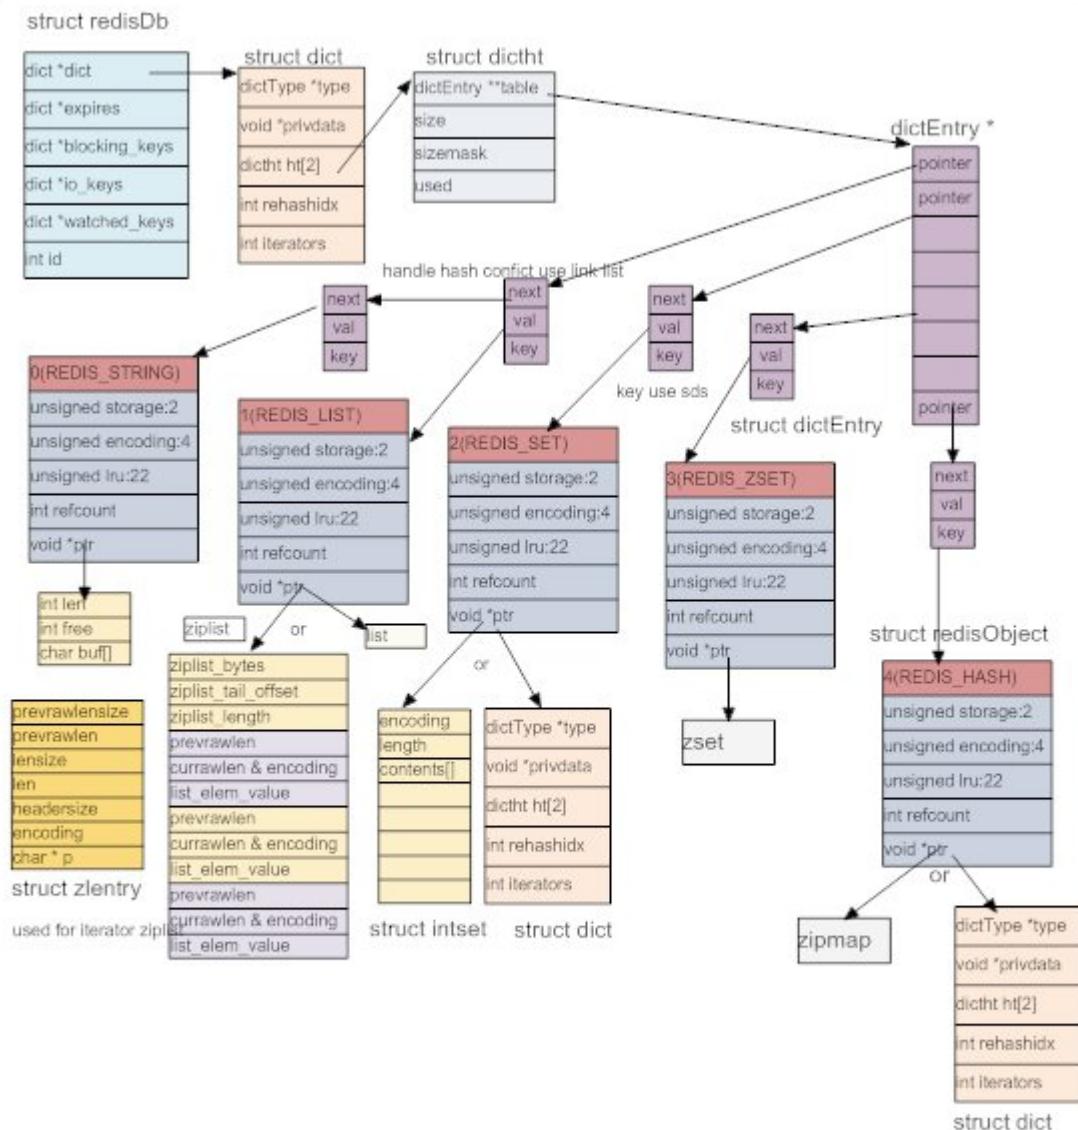 struct redisDb
dict *dict
dict *expires
dict *blocking_keys
dict *io_keys
dict *watched_keys
int id
struct dict
dictType *type
void *privdata
dictht ht[2]
int rehashidx
int iterators
struct dictht
dictEntry **table
size
sizemask
used
dictEntry *
pointer
pointer
pointer
handle hash confict use link list
next
val
key
next
val
key
next
val
key
key use sds
next
val
key
struct dictEntry
next
val
key
0(REDIS_STRING)
unsigned storage:2
unsigned encoding:4
unsigned lru:22
int refcount
void *ptr
int len
int free
char buf[]
1(REDIS_LIST)
unsigned storage:2
unsigned encoding:4
unsigned lru:22
int refcount
void *ptr
ziplist
or
list
ziplist_bytes
ziplist_tail_offset
ziplist_length
prevrawlen
currawlen & encoding
list_elem_value
prevrawlen
currawlen & encoding
list_elem_value
prevrawlen
currawlen & encoding
list_elem_value
prevrawlensize
prevrawlen
lensize
len
headersize
encoding
char * p
struct zlentry
used for iterator ziplist
2(REDIS_SET)
unsigned storage:2
unsigned encoding:4
unsigned lru:22
int refcount
void *ptr
or
encoding
length
contents[]
struct intset
dictType *type
void *privdata
dictht ht[2]
int rehashidx
int iterators
struct dict
3(REDIS_ZSET)
unsigned storage:2
unsigned encoding:4
unsigned lru:22
int refcount
void *ptr
zset
struct redisObject
4(REDIS_HASH)
unsigned storage:2
unsigned encoding:4
unsigned lru:22
int refcount
void *ptr
or
zipmap
dictType *type
void *privdata
dictht ht[2]
int rehashidx
int iterators
struct dict